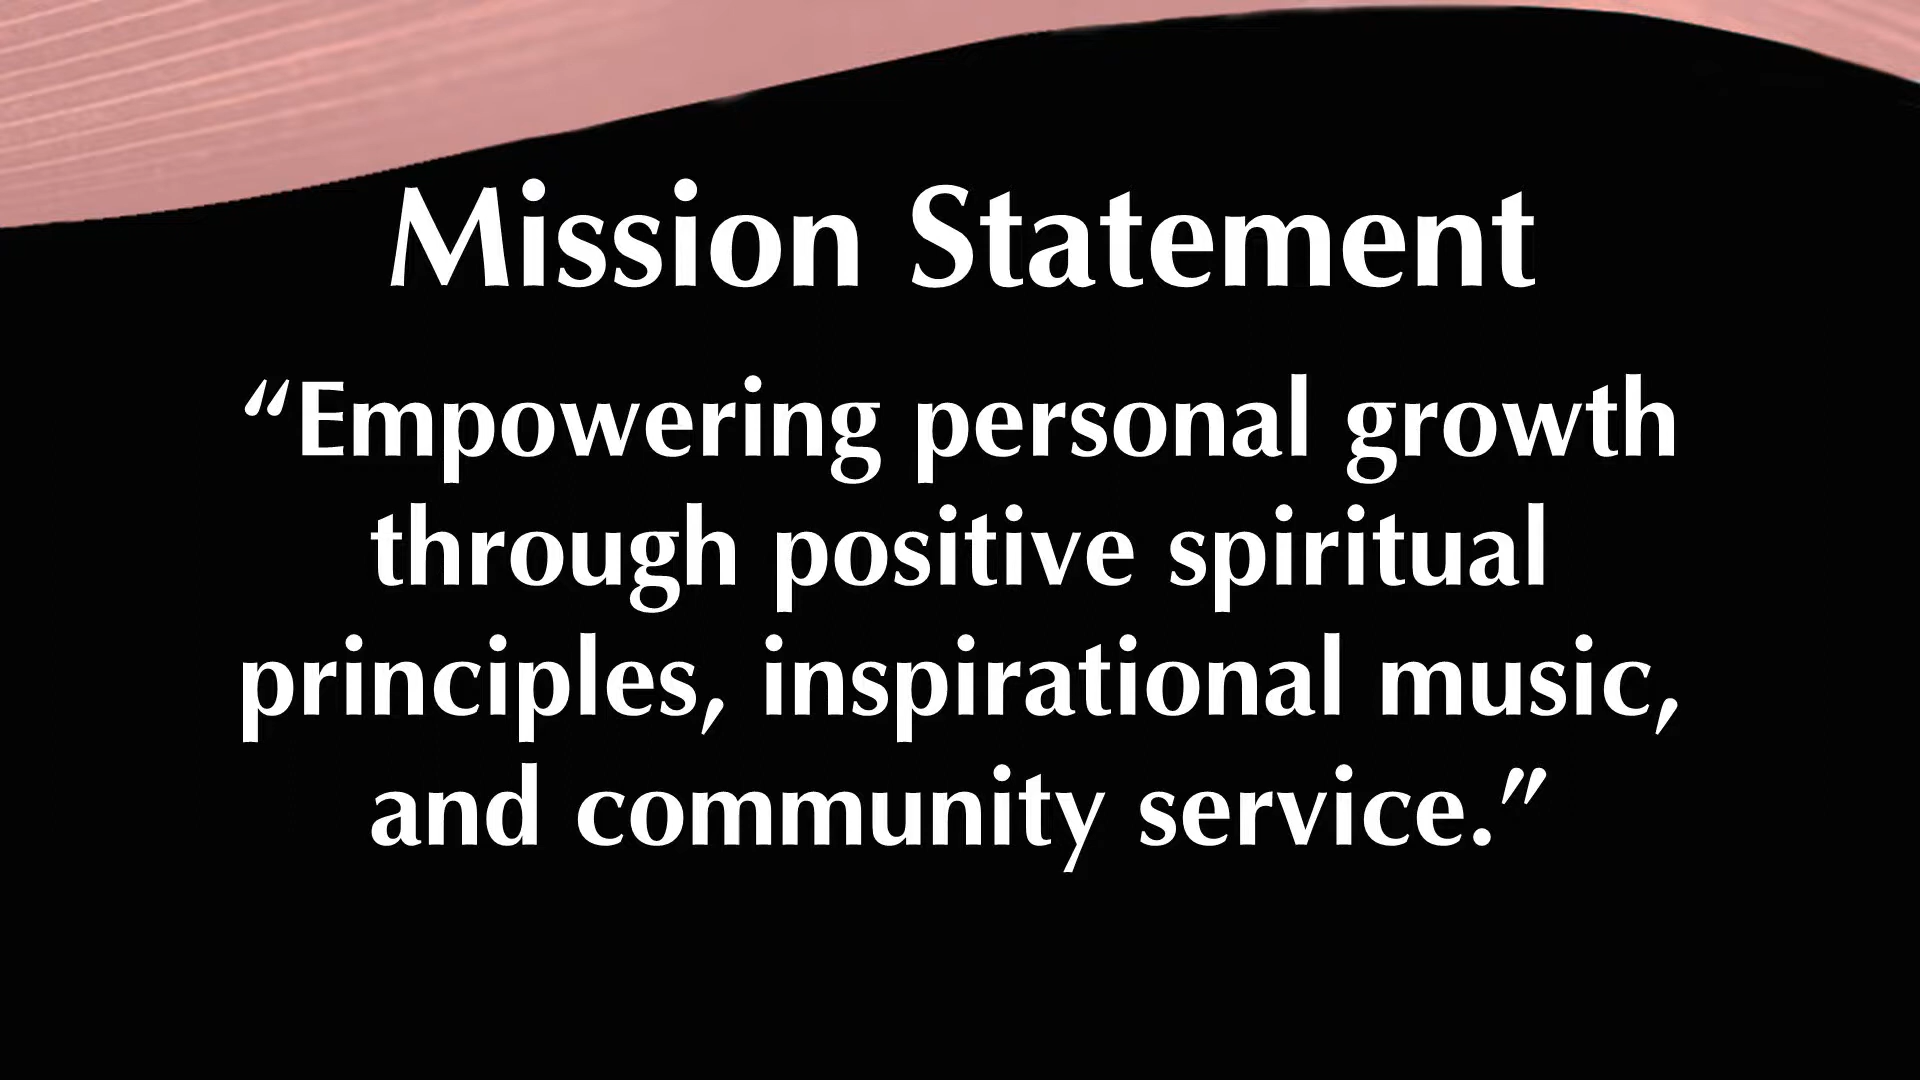 Mission Statement
“Empowering personal growth
through positive spiritual
principles, inspirational music,
and community service.”